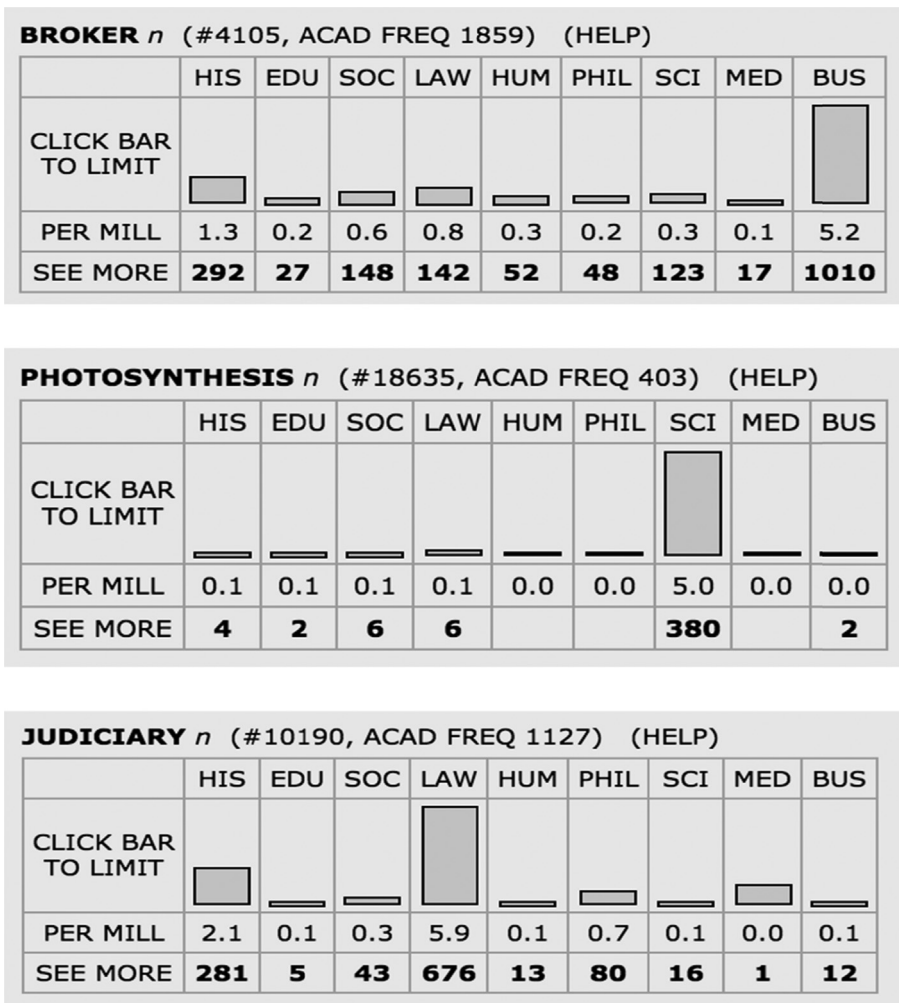 BROKER n (#4105, ACAD FREQ 1859) (HELP)
HIS EDU SOC LAW HUM PHIL SCI MED BUS
CLICK BAR
TO LIMIT
PER MILL 1.3 0.2 0.6 0.8 0.3 0.2 0.3 0.1 5.2
SEE MORE 292 27 148 142 52 48 123 17 1010
PHOTOSYNTHESIS n (#18635, ACAD FREQ 403) (HELP)
HIS EDU SOC LAW HUM PHIL SCI MED BUS
CLICK BAR
TO LIMIT
PER MILL 0.1 0.1 0.1 0.1 0.0 0.0 5.0 0.0 0.0
SEE MORE 4 2 6 6 380 2
JUDICIARY n (#10190, ACAD FREQ 1127) (HELP)
HIS EDU SOC LAW HUM PHIL SCI MED BUS
CLICK BAR
TO LIMIT
PER MILL 2.1 0.1 0.3 5.9 0.1 0.7 0.1 0.0 0.1
SEE MORE 281 5 43 676 13 80 16 1 12